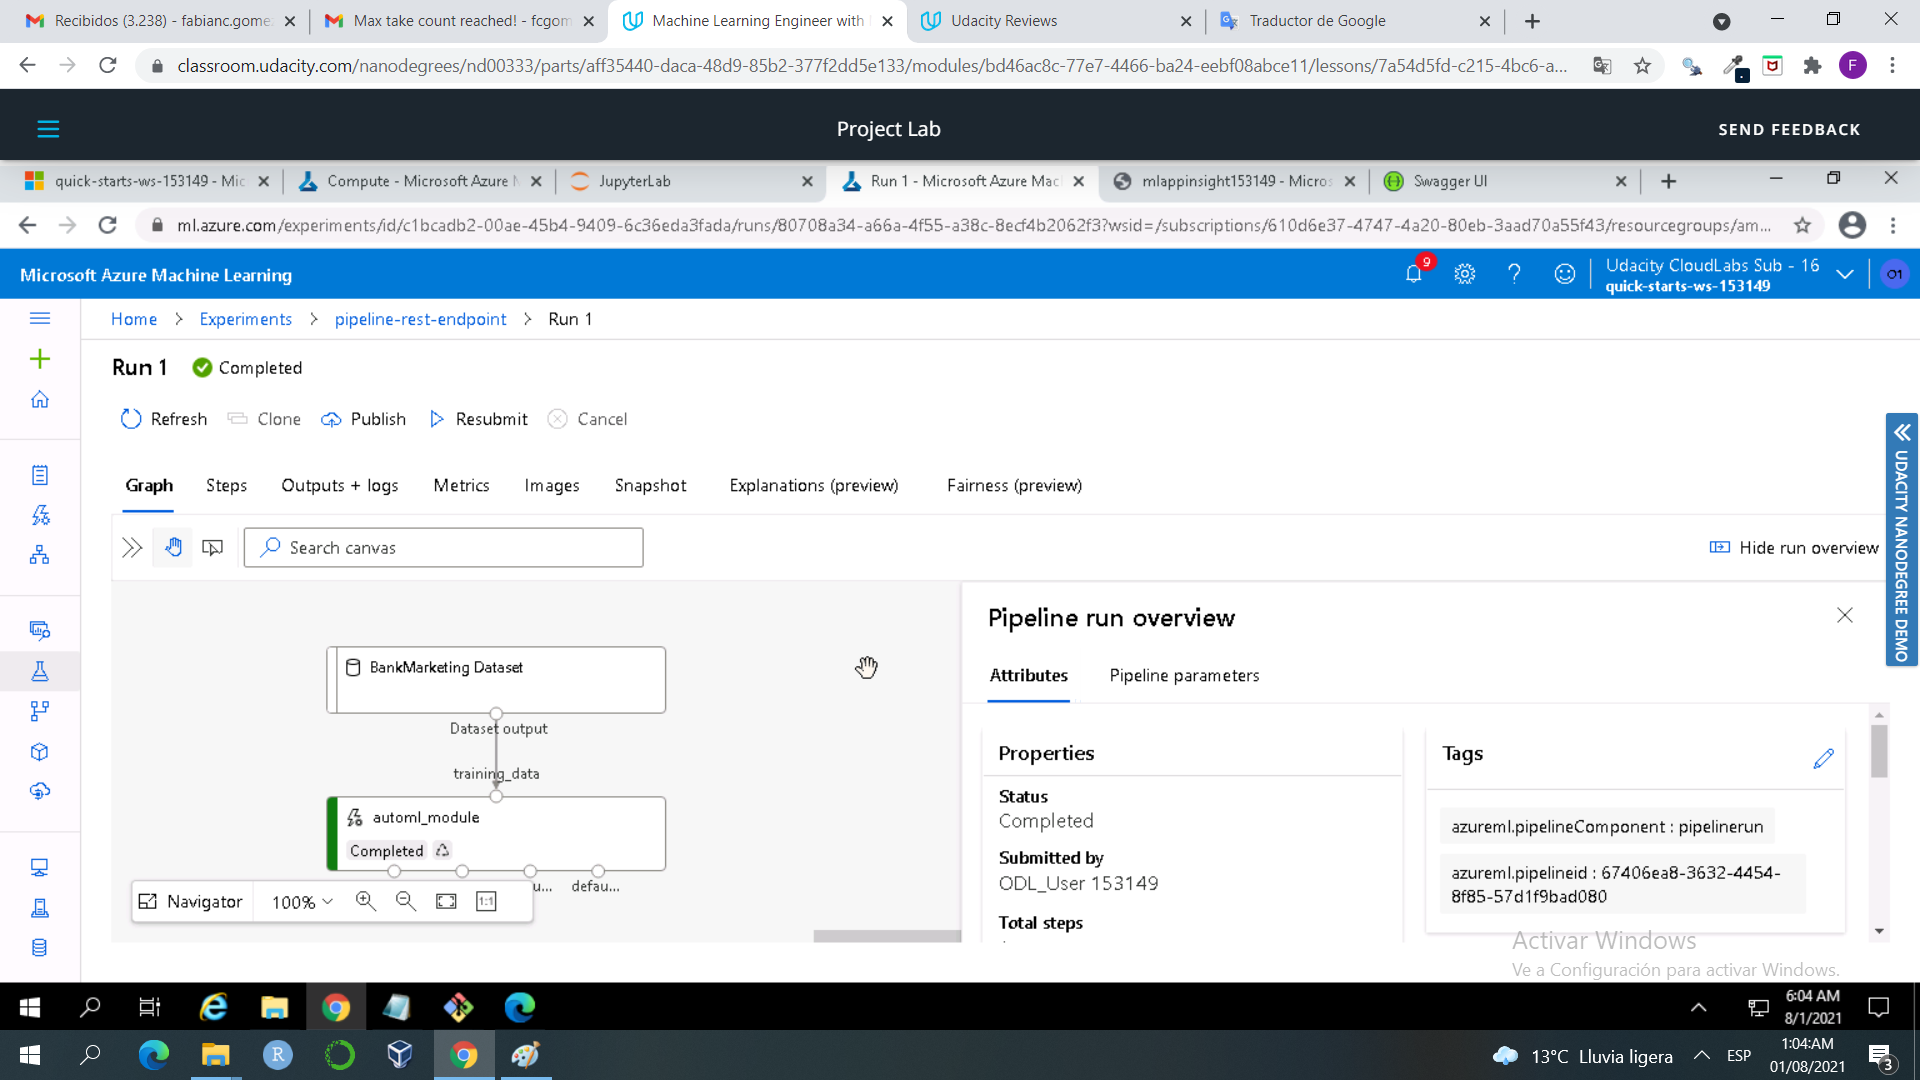 Recibidos (3.238) - fabianc.gome
Max take count reached! - fcgom
Machine Learning Engineer with
Udacity Reviews
Traductor de Google
classroom.udacity.com/nanodegrees/nd00333/parts/aff35440-daca-48d9-85b2-377f2dd5e133/modules/bd46ac8c-77e7-4466-ba24-eebf08abce11/lessons/7a54d5fd-c215-4bc6-a...
F
Project Lab
SEND FEEDBACK
quick-starts-ws-153149 - Mic
Compute - Microsoft Azure
JupyterLab
Run 1 - Microsoft Azure Mac
mlappinsight153149 - Micros
Swagger UI
ml.azure.com/experiments/id/c1bcadb2-00ae-45b4-9409-6c36eda3fada/runs/80708a34-a66a-4f55-a38c-8ecf4b2062f3?wsid=/subscriptions/610d6e37-4747-4a20-80eb-3aad70a55f43/resourcegroups/am...
Microsoft Azure Machine Learning
9
Udacity CloudLabs Sub - 16
quick-starts-ws-153149
O1
Home > Experiments > pipeline-rest-endpoint > Run 1
Run 1 Completed
Refresh Clone Publish Resubmit Cancel
Graph Steps Outputs + logs Metrics Images Snapshot Explanations (preview) Fairness (preview)
Search canvas
Hide run overview
UDACITY NANODEGREE DEMO
BankMarketing Dataset
Dataset output
training_data
automl_module
Completed
u... defau...
Navigator 100% 1:1
Pipeline run overview
Attributes Pipeline parameters
Properties
Status
Completed
Submitted by
ODL_User 153149
Total steps
Tags
azureml.pipelineComponent : pipelinerun
azureml.pipelineid : 67406ea8-3632-4454-
8f85-57d1f9bad080
Activar Windows
Ve a Configuración para activar Windows.
6:04 AM
8/1/2021
R
13°C Lluvia ligera
ESP
1:04AM
01/08/2021
3